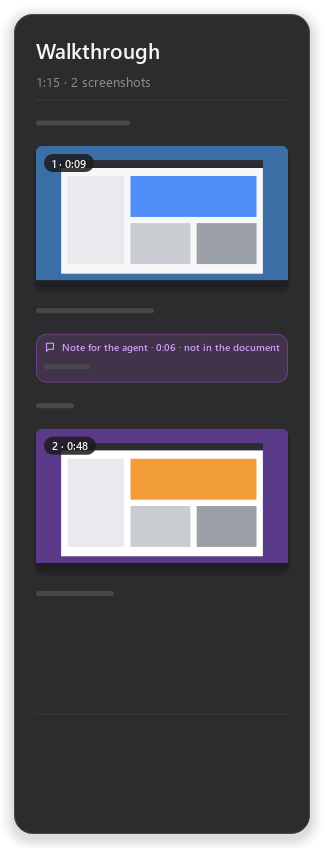 Walkthrough
1:15 · 2 screenshots
1 · 0:09
Note for the agent · 0:06 · not in the document
2 · 0:48